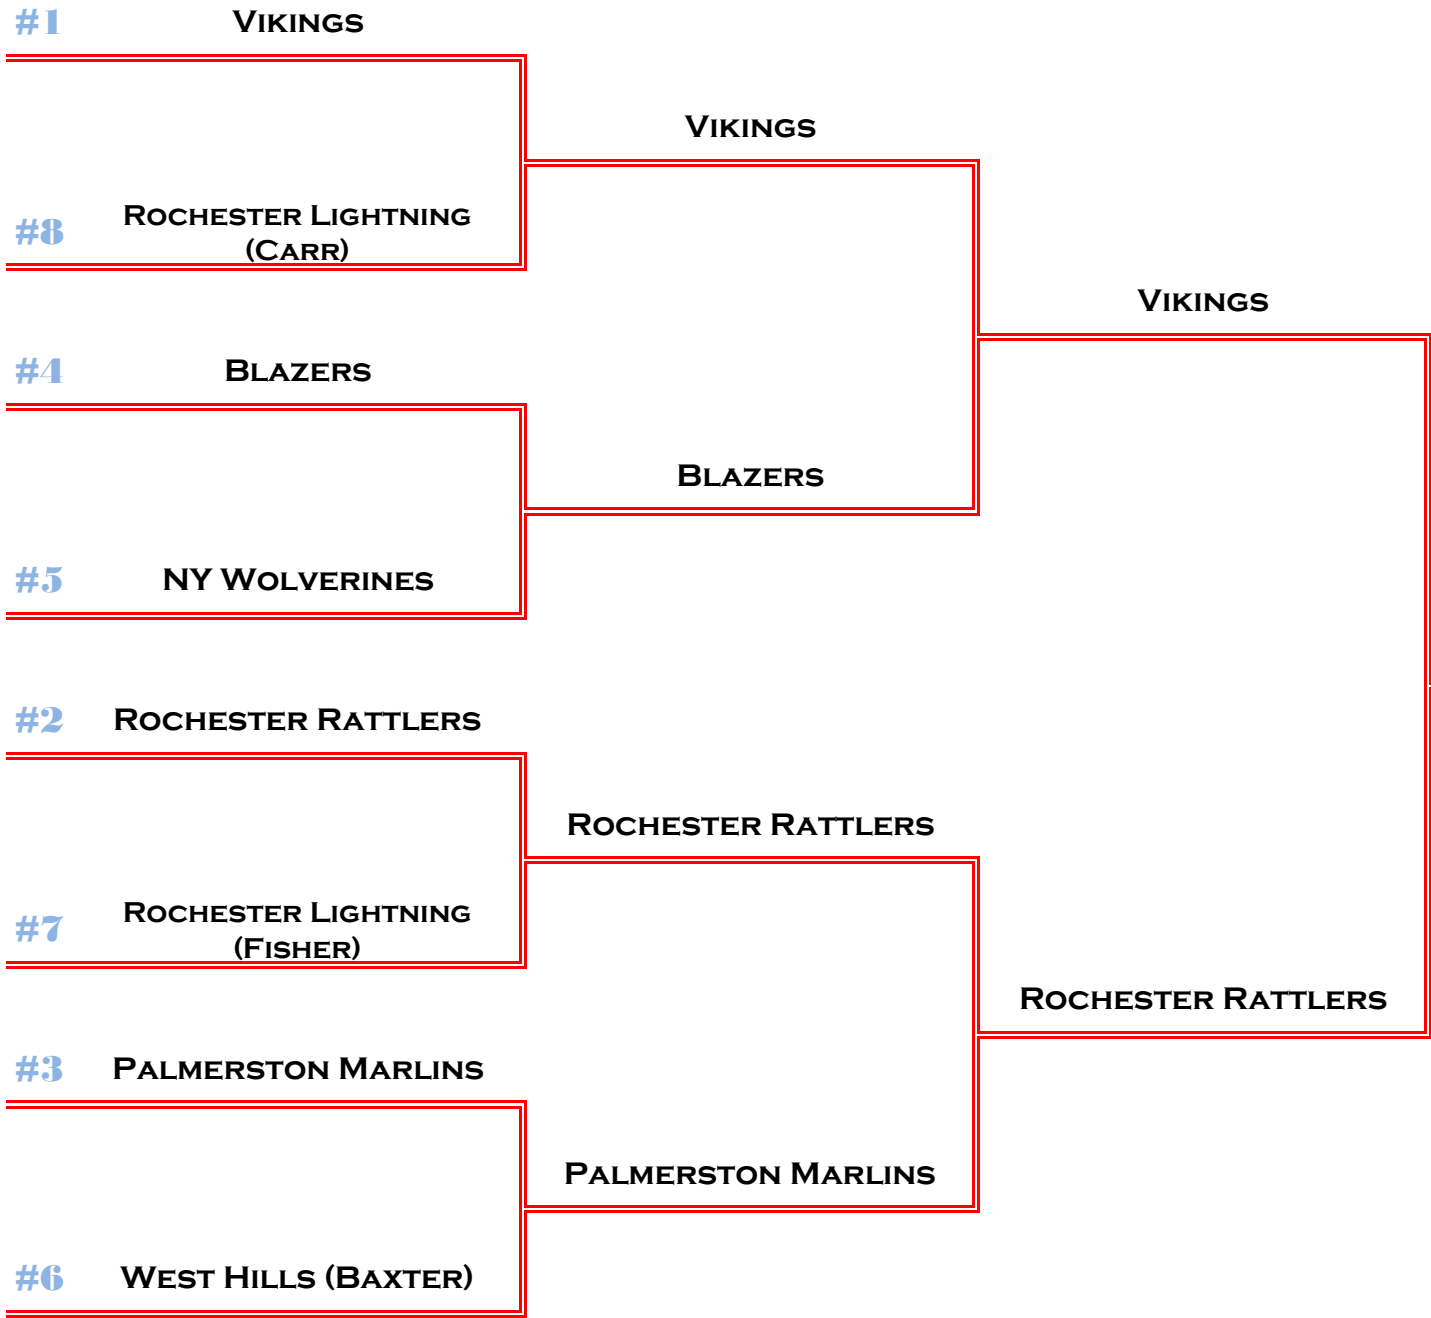 #1 Vikings
Vikings
#8 Rochester Lightning
(Carr)
Vikings
#4 Blazers
Blazers
#5 NY Wolverines
#2 Rochester Rattlers
Rochester Rattlers
#7 Rochester Lightning
(Fisher)
Rochester Rattlers
#3 Palmerston Marlins
Palmerston Marlins
#6 West Hills (Baxter)